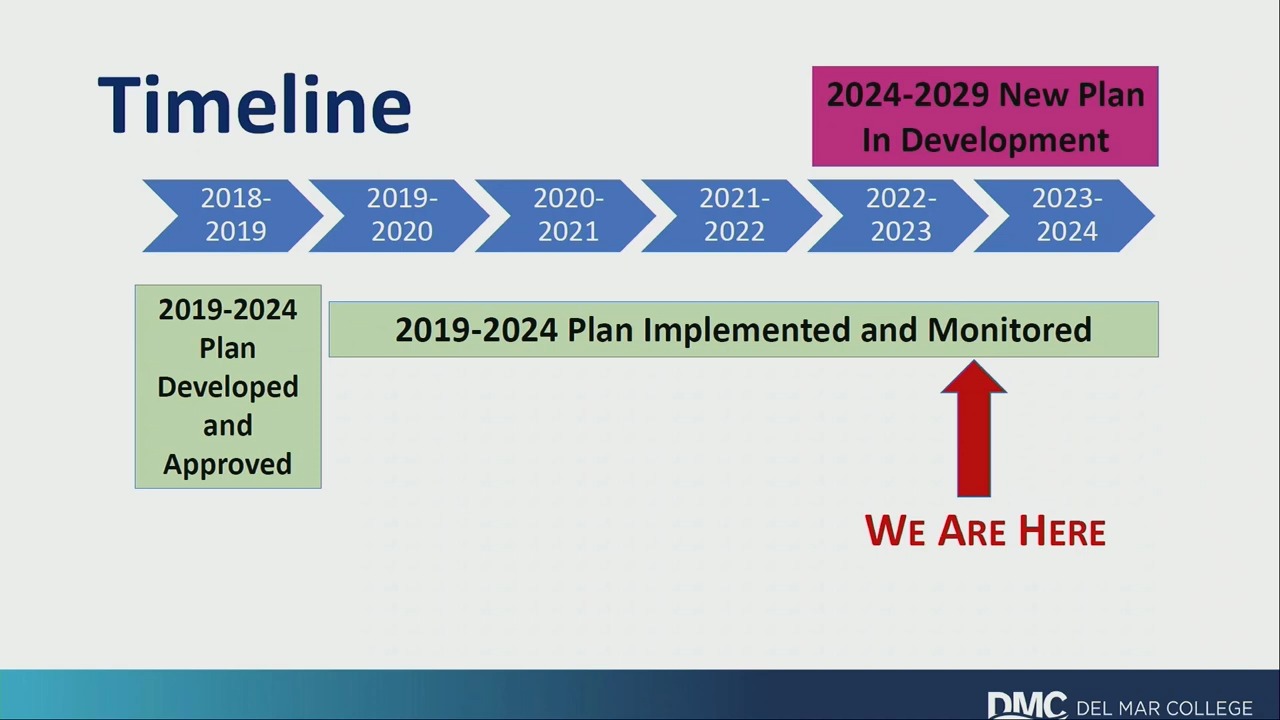 Timeline
2024-2029 New Plan
In Development
2018-
2019
2019-
2020
2020-
2021
2021-
2022
2022-
2023
2023-
2024
2019-2024
Plan
Developed
and
Approved
2019-2024 Plan Implemented and Monitored
WE ARE HERE
DMC DEL MAR COLLEGE